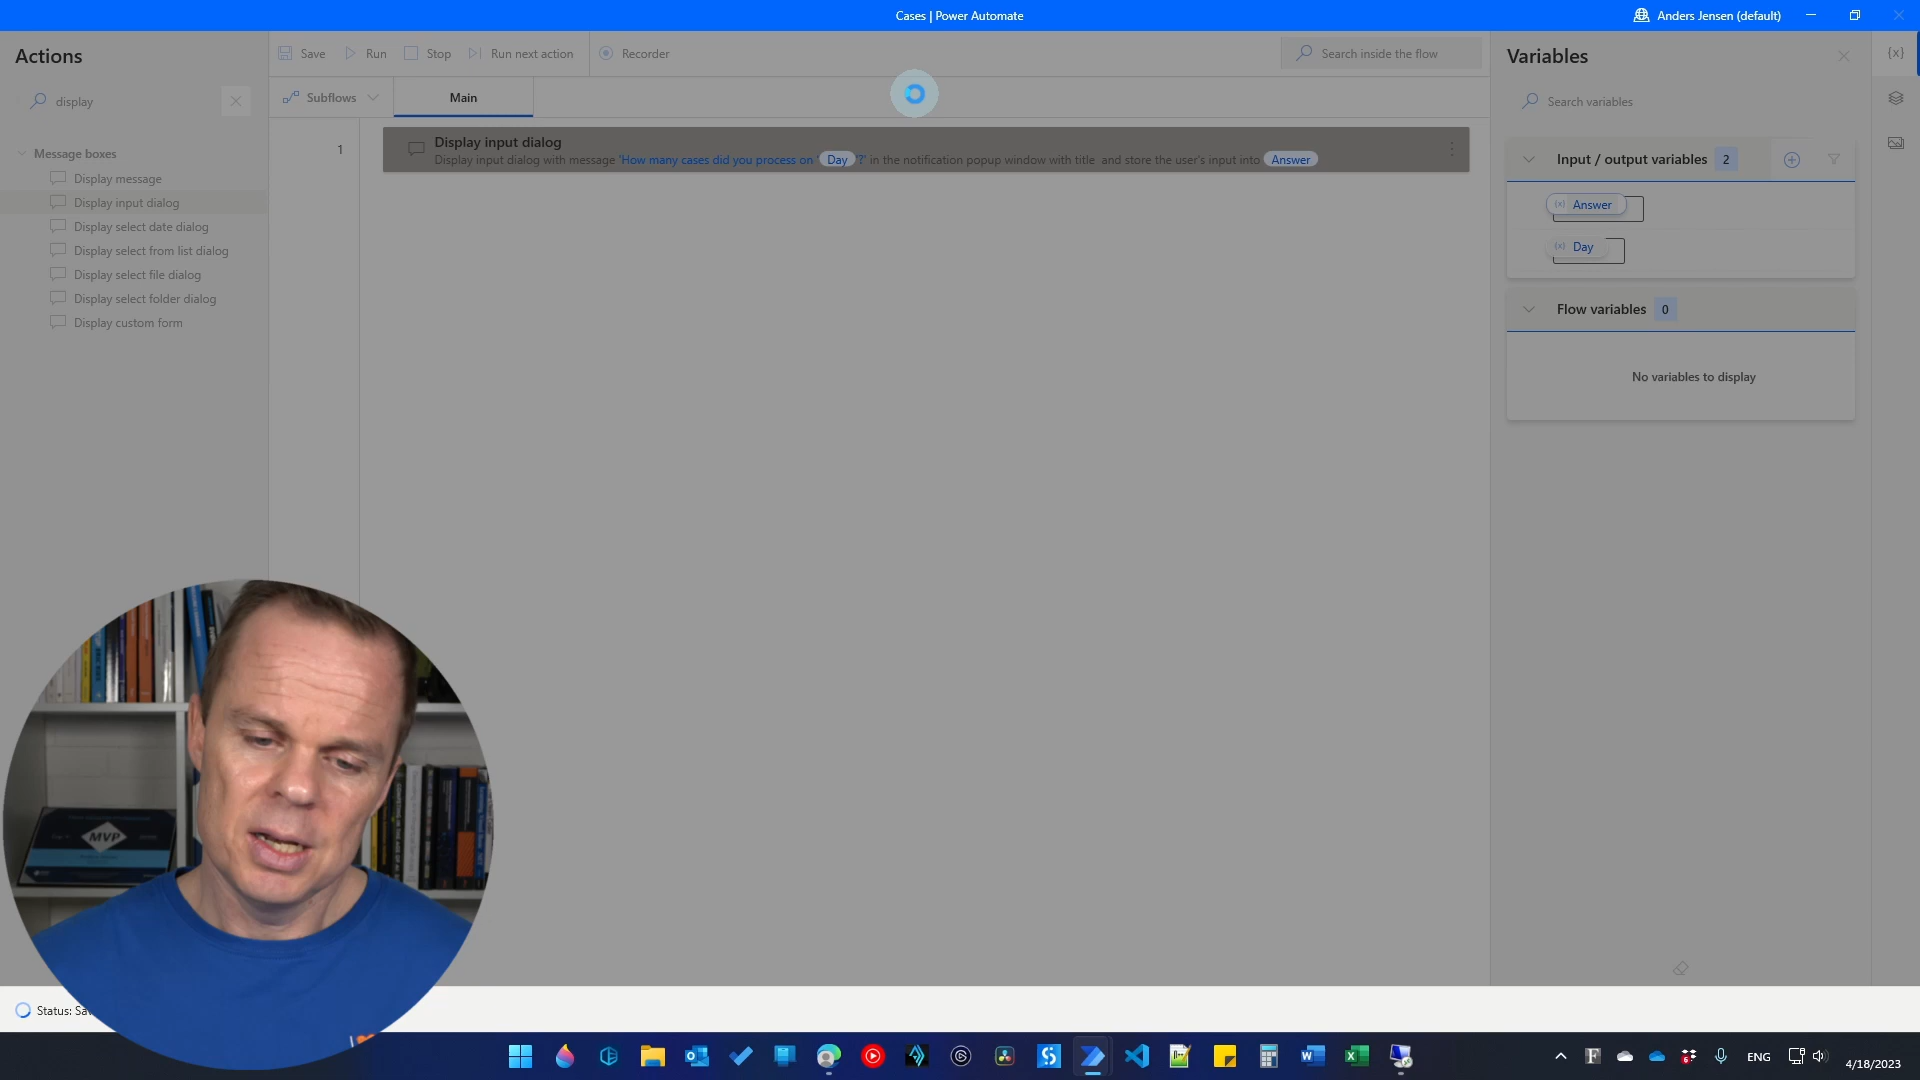 Cases | Power Automate
Anders Jensen (default)
Actions
display
Message boxes
Display message
Display input dialog
Display select date dialog
Display select from list dialog
Display select file dialog
Display select folder dialog
Display custom form
Save
Run
Stop
Run next action
Recorder
Search inside the flow
Subflows
Main
1
Display input dialog
Display input dialog with message 'How many cases did you process on ' Day '?' in the notification popup window with title and store the user's input into Answer
Variables
{x}
Search variables
Input / output variables 2
(x) Answer
(x) Day
Flow variables 0
No variables to display
MVP
Status: Sav
ENG
4/18/2023